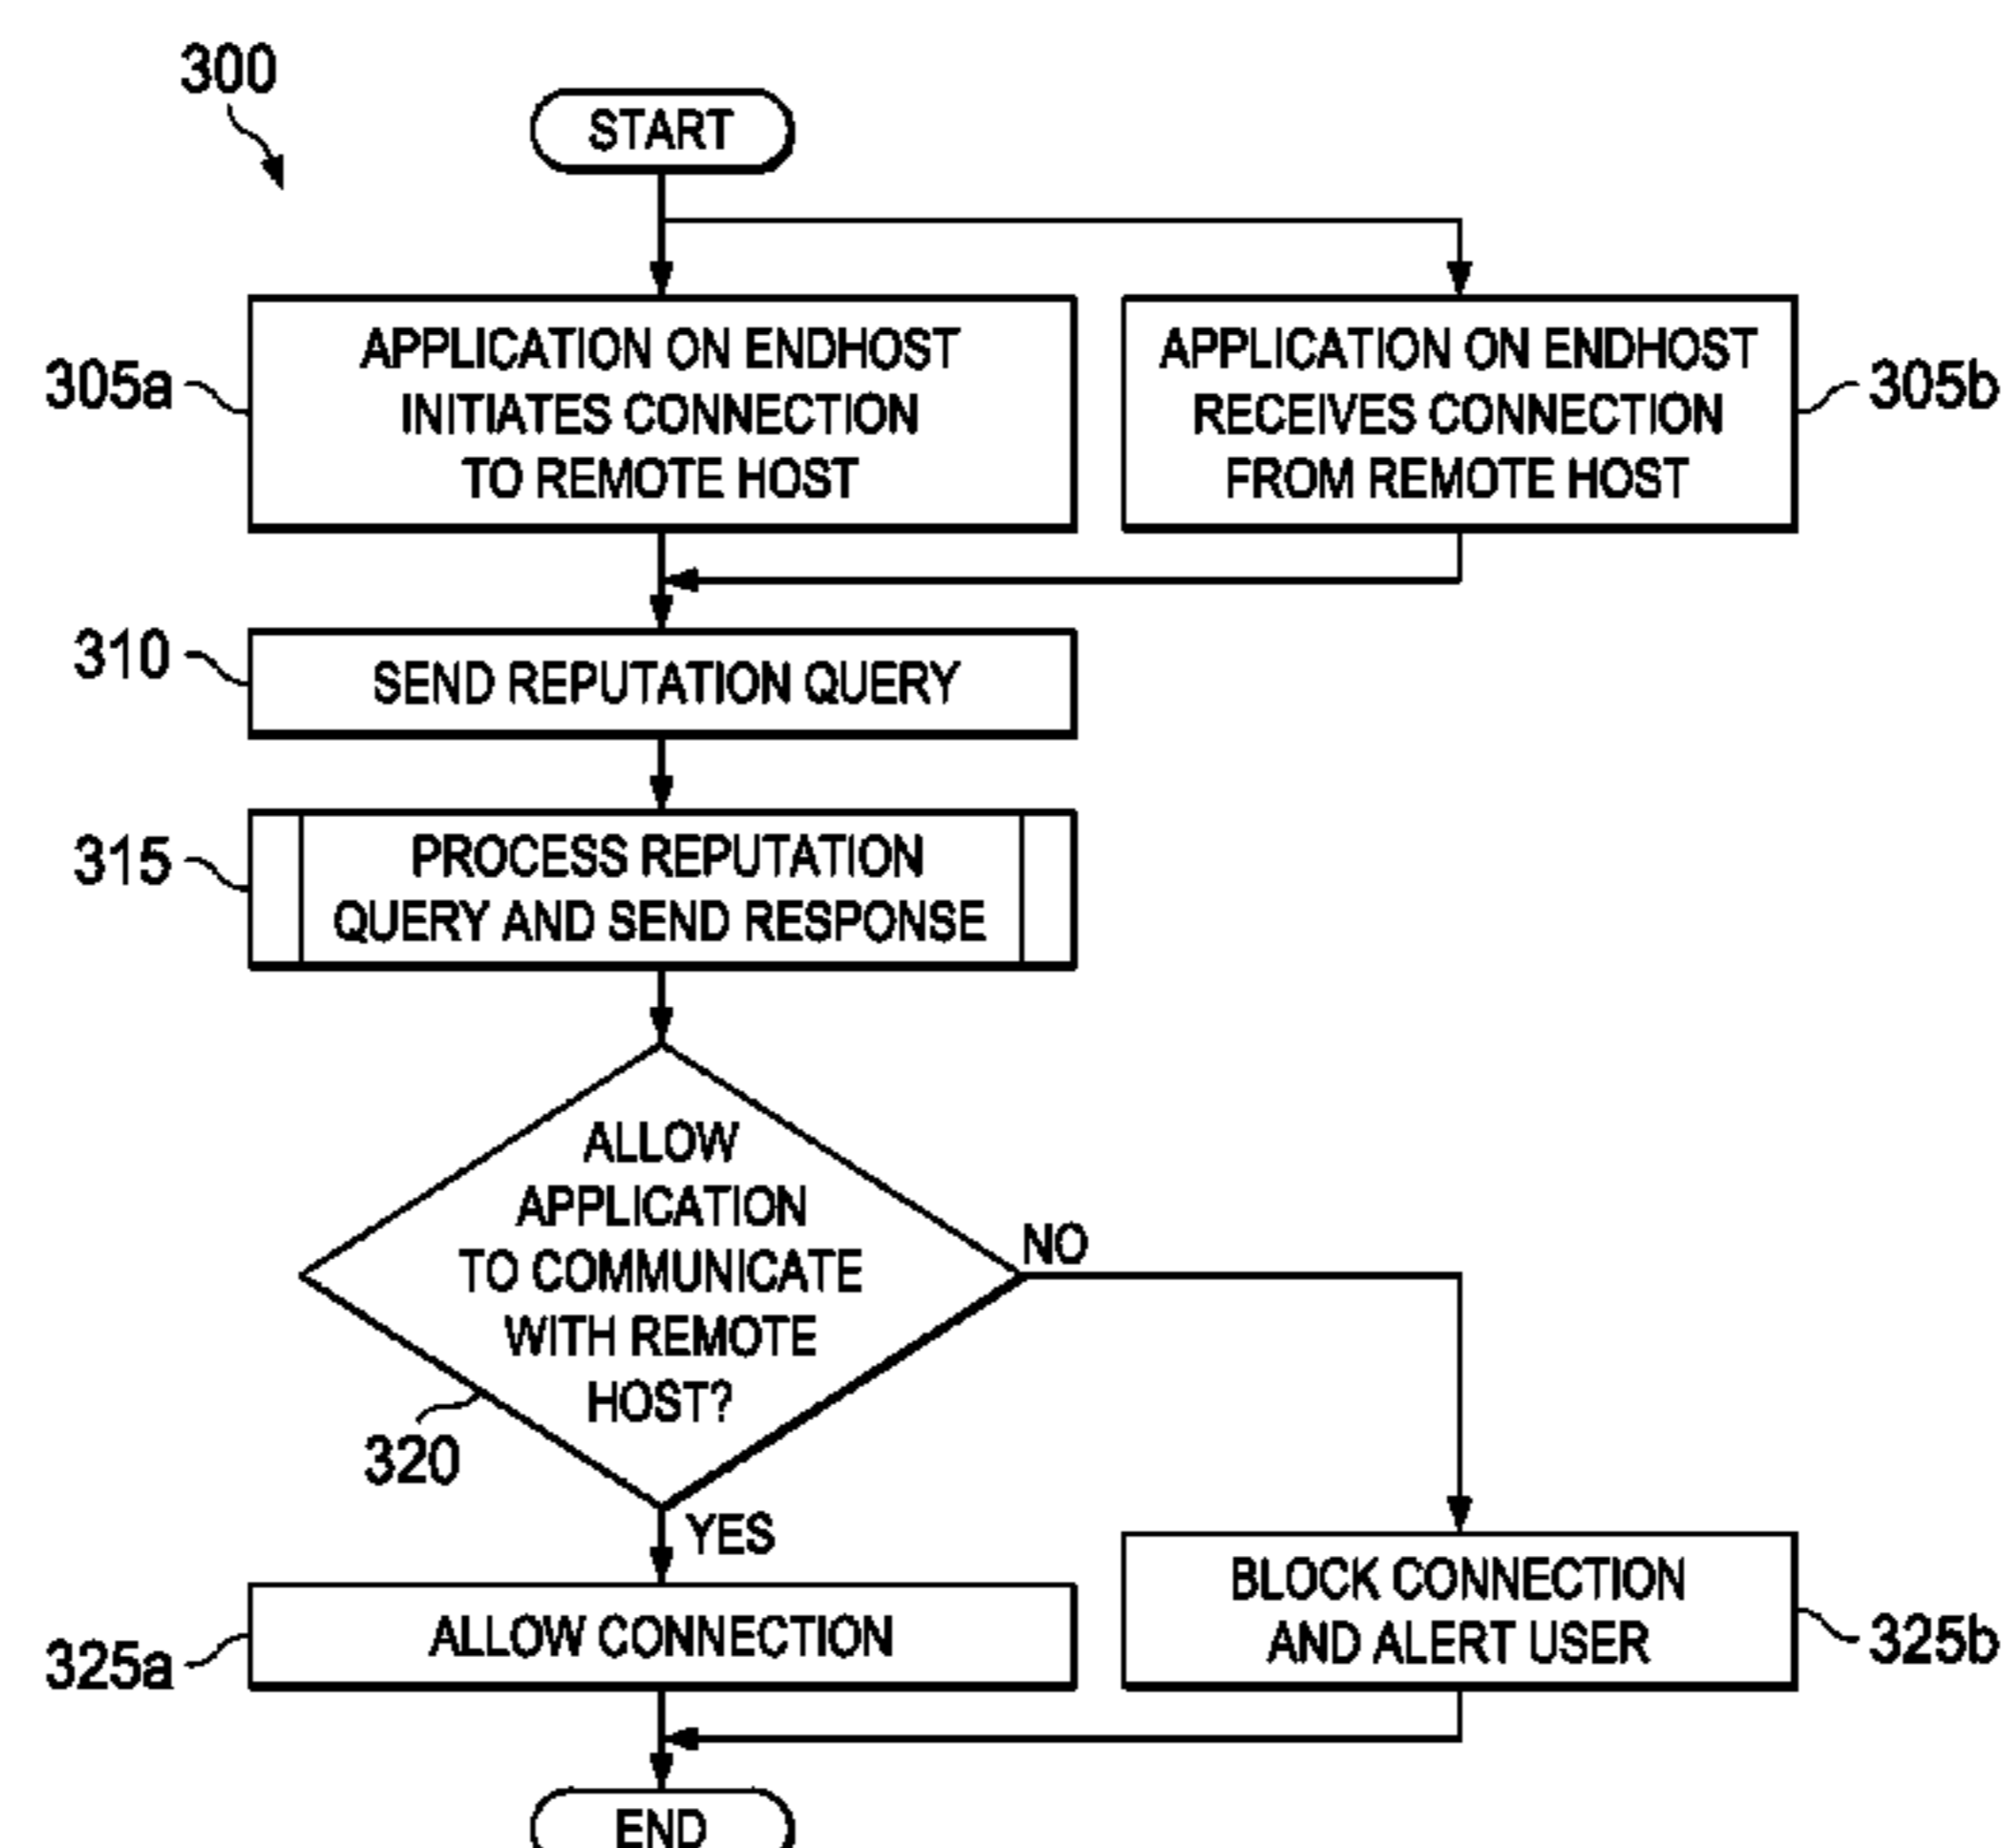 300
START
305a
APPLICATION ON ENDHOST
INITIATES CONNECTION
TO REMOTE HOST
APPLICATION ON ENDHOST
RECEIVES CONNECTION
FROM REMOTE HOST
305b
310
SEND REPUTATION QUERY
315
PROCESS REPUTATION
QUERY AND SEND RESPONSE
ALLOW
APPLICATION
TO COMMUNICATE
WITH REMOTE
HOST?
NO
320
YES
325a
ALLOW CONNECTION
BLOCK CONNECTION
AND ALERT USER
325b
END